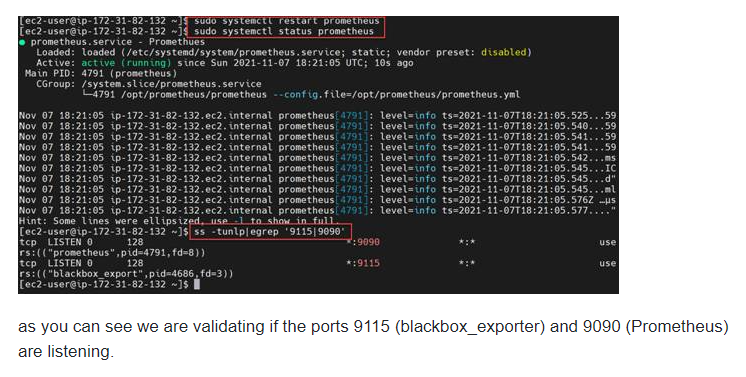 [ec2-user@ip-172-31-82-132 ~]$ sudo systemctl restart prometheus
[ec2-user@ip-172-31-82-132 ~]$ sudo systemctl status prometheus
● prometheus.service - Promethues
Loaded: loaded (/etc/systemd/system/prometheus.service; static; vendor preset: disabled)
Active: active (running) since Sun 2021-11-07 18:21:05 UTC; 10s ago
Main PID: 4791 (prometheus)
CGroup: /system.slice/prometheus.service
└─4791 /opt/prometheus/prometheus --config.file=/opt/prometheus/prometheus.yml
Nov 07 18:21:05 ip-172-31-82-132.ec2.internal prometheus[4791]: level=info ts=2021-11-07T18:21:05.525...59
Nov 07 18:21:05 ip-172-31-82-132.ec2.internal prometheus[4791]: level=info ts=2021-11-07T18:21:05.540...59
Nov 07 18:21:05 ip-172-31-82-132.ec2.internal prometheus[4791]: level=info ts=2021-11-07T18:21:05.541...59
Nov 07 18:21:05 ip-172-31-82-132.ec2.internal prometheus[4791]: level=info ts=2021-11-07T18:21:05.541...59
Nov 07 18:21:05 ip-172-31-82-132.ec2.internal prometheus[4791]: level=info ts=2021-11-07T18:21:05.542...ms
Nov 07 18:21:05 ip-172-31-82-132.ec2.internal prometheus[4791]: level=info ts=2021-11-07T18:21:05.545...IC
Nov 07 18:21:05 ip-172-31-82-132.ec2.internal prometheus[4791]: level=info ts=2021-11-07T18:21:05.545...d"
Nov 07 18:21:05 ip-172-31-82-132.ec2.internal prometheus[4791]: level=info ts=2021-11-07T18:21:05.545...ml
Nov 07 18:21:05 ip-172-31-82-132.ec2.internal prometheus[4791]: level=info ts=2021-11-07T18:21:05.576Z …µs
Nov 07 18:21:05 ip-172-31-82-132.ec2.internal prometheus[4791]: level=info ts=2021-11-07T18:21:05.577...."
Hint: Some lines were ellipsized, use -l to show in full.
[ec2-user@ip-172-31-82-132 ~]$ ss -tunlp|egrep '9115|9090'
tcp LISTEN 0 128 *:9090 *:* use
rs:(("prometheus",pid=4791,fd=8))
tcp LISTEN 0 128 *:9115 *:* use
rs:(("blackbox_export",pid=4686,fd=3))
[ec2-user@ip-172-31-82-132 ~]$
as you can see we are validating if the ports 9115 (blackbox_exporter) and 9090 (Prometheus)
are listening.